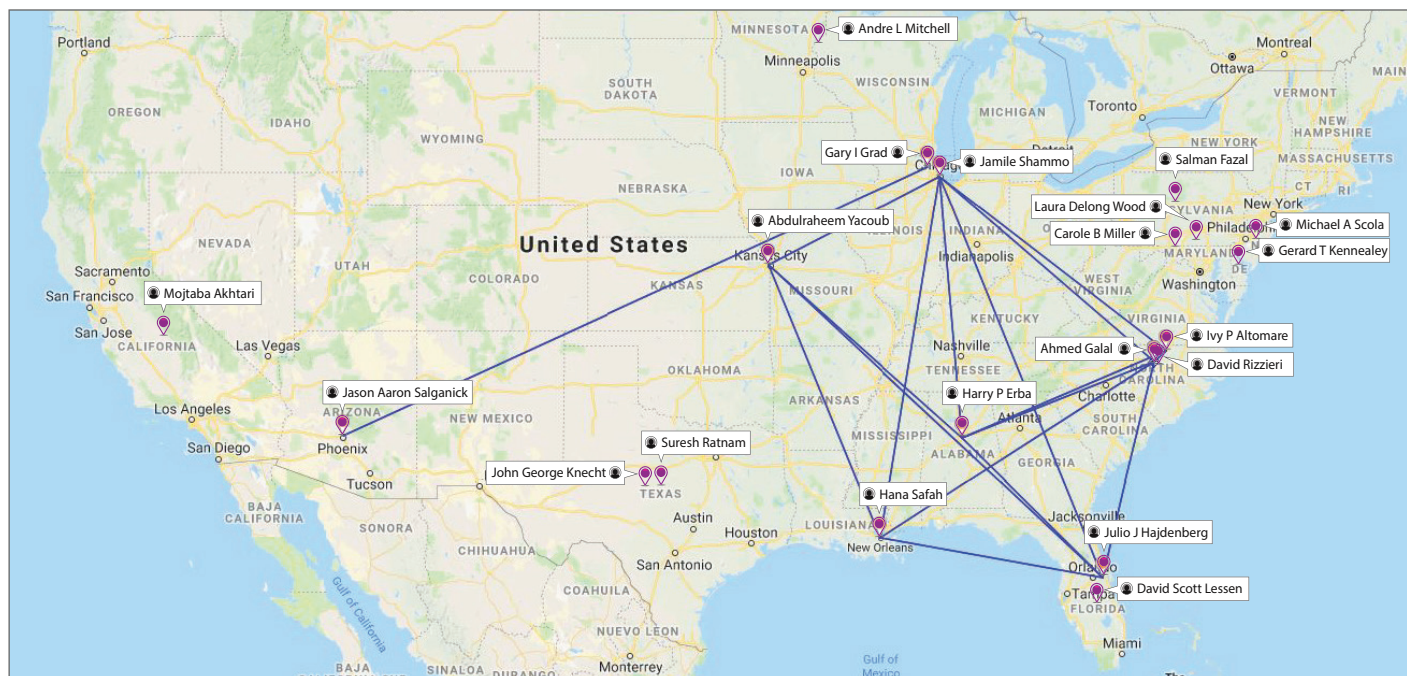 MINNESOTA
Andre L Mitchell
Portland
Montreal
Minneapolis
Ottawa
MAIN
SOUTH
DAKOTA
WISCONSIN
VERMONT
OREGON
IDAHO
MICHIGAN
Toronto
NEW
HAMPSHIRE
WYOMING
NEW YORK
Gary I Grad
Jamile Shammo
Salman Fazal
MASSACHUSETTS
IOWA
CT
RI
NEBRASKA
Laura Delong Wood
New York
Abdulraheem Yacoub
Michael A Scola
NEVADA
United States
Kansas City
INDIANA
Carole B Miller
Indianapolis
MARYLAND
DE
Gerard T Kennealey
Sacramento
UTAH
COLORADO
KANSAS
MISSOURI
WEST
VIRGINIA
Washington
San Francisco
Mojtaba Akhtari
San Jose
KENTUCKY
VIRGINIA
CALIFORNIA
Las Vegas
Nashville
Ahmed Galal
Ivy P Altomare
OKLAHOMA
TENNESSEE
David Rizzieri
NORTH
CAROLINA
Charlotte
Jason Aaron Salganick
Harry P Erba
Los Angeles
ARIZONA
NEW MEXICO
ARKANSAS
Atlanta
SOUTH
CAROLINA
San Diego
Phoenix
Suresh Ratnam
MISSISSIPPI
ALABAMA
GEORGIA
Tucson
John George Knecht
TEXAS
Hana Safah
BAJA
CALIFORNIA
SONORA
Austin
LOUISIANA
Jacksonville
Houston
New Orleans
Julio J Hajdenberg
CHIHUAHUA
San Antonio
Orlando
Gulf of California
COAHUILA
Tampa
David Scott Lessen
FLORIDA
NUEVO LEON
Miami
BAJA
SINALOA
DURANGO
Monterrey
Gulf of
Mexico
The